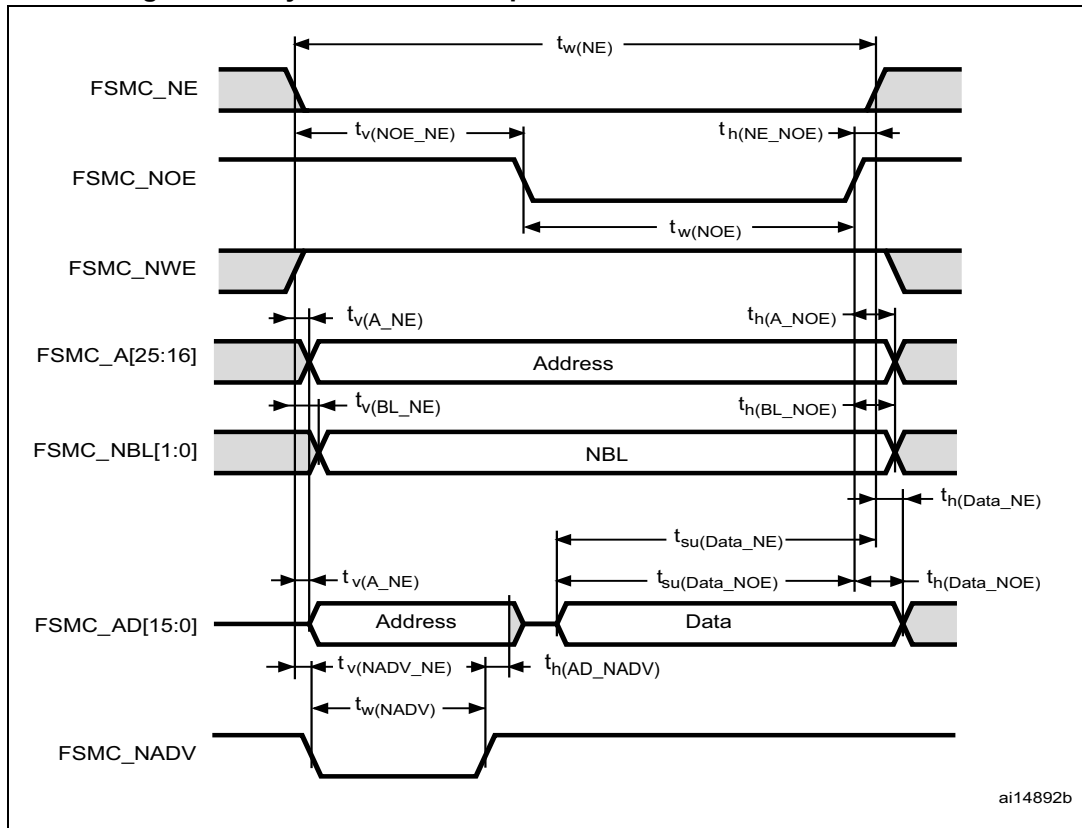 tw(NE)
FSMC_NE
tv(NOE_NE)
th(NE_NOE)
FSMC_NOE
tw(NOE)
FSMC_NWE
tv(A_NE)
th(A_NOE)
FSMC_A[25:16]
Address
tv(BL_NE)
th(BL_NOE)
FSMC_NBL[1:0]
NBL
th(Data_NE)
tsu(Data_NE)
tv(A_NE)
tsu(Data_NOE)
th(Data_NOE)
FSMC_AD[15:0]
Address
Data
tv(NADV_NE)
th(AD_NADV)
tw(NADV)
FSMC_NADV
ai14892b